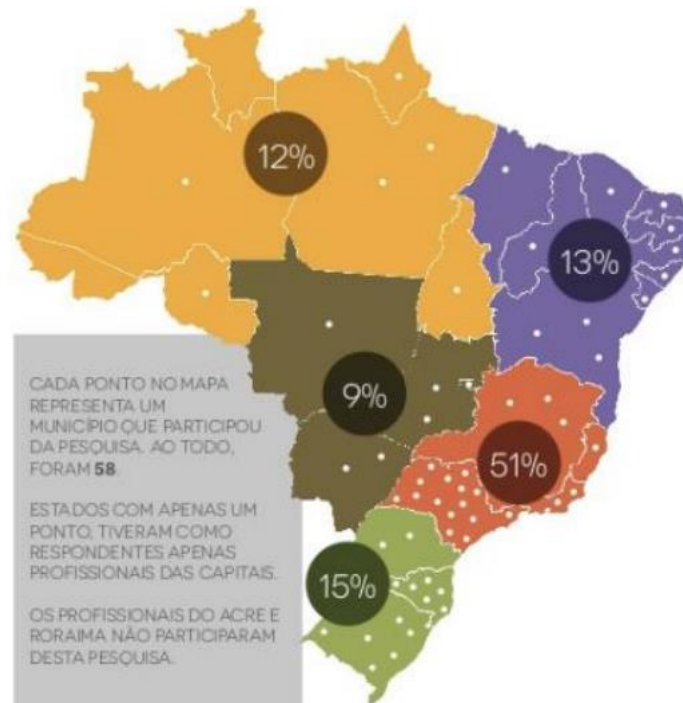 12%
13%
9%
51%
15%
CADA PONTO NO MAPA
REPRESENTA UM
MUNICÍPIO QUE PARTICIPOU
DA PESQUISA. AO TODO,
FORAM 58.
ESTADOS COM APENAS UM
PONTO, TIVERAM COMO
RESPONDENTES APENAS
PROFISSIONAIS DAS CAPITAIS.
OS PROFISSIONAIS DO ACRE E
RORAIMA NÃO PARTICIPARAM
DESTA PESQUISA.